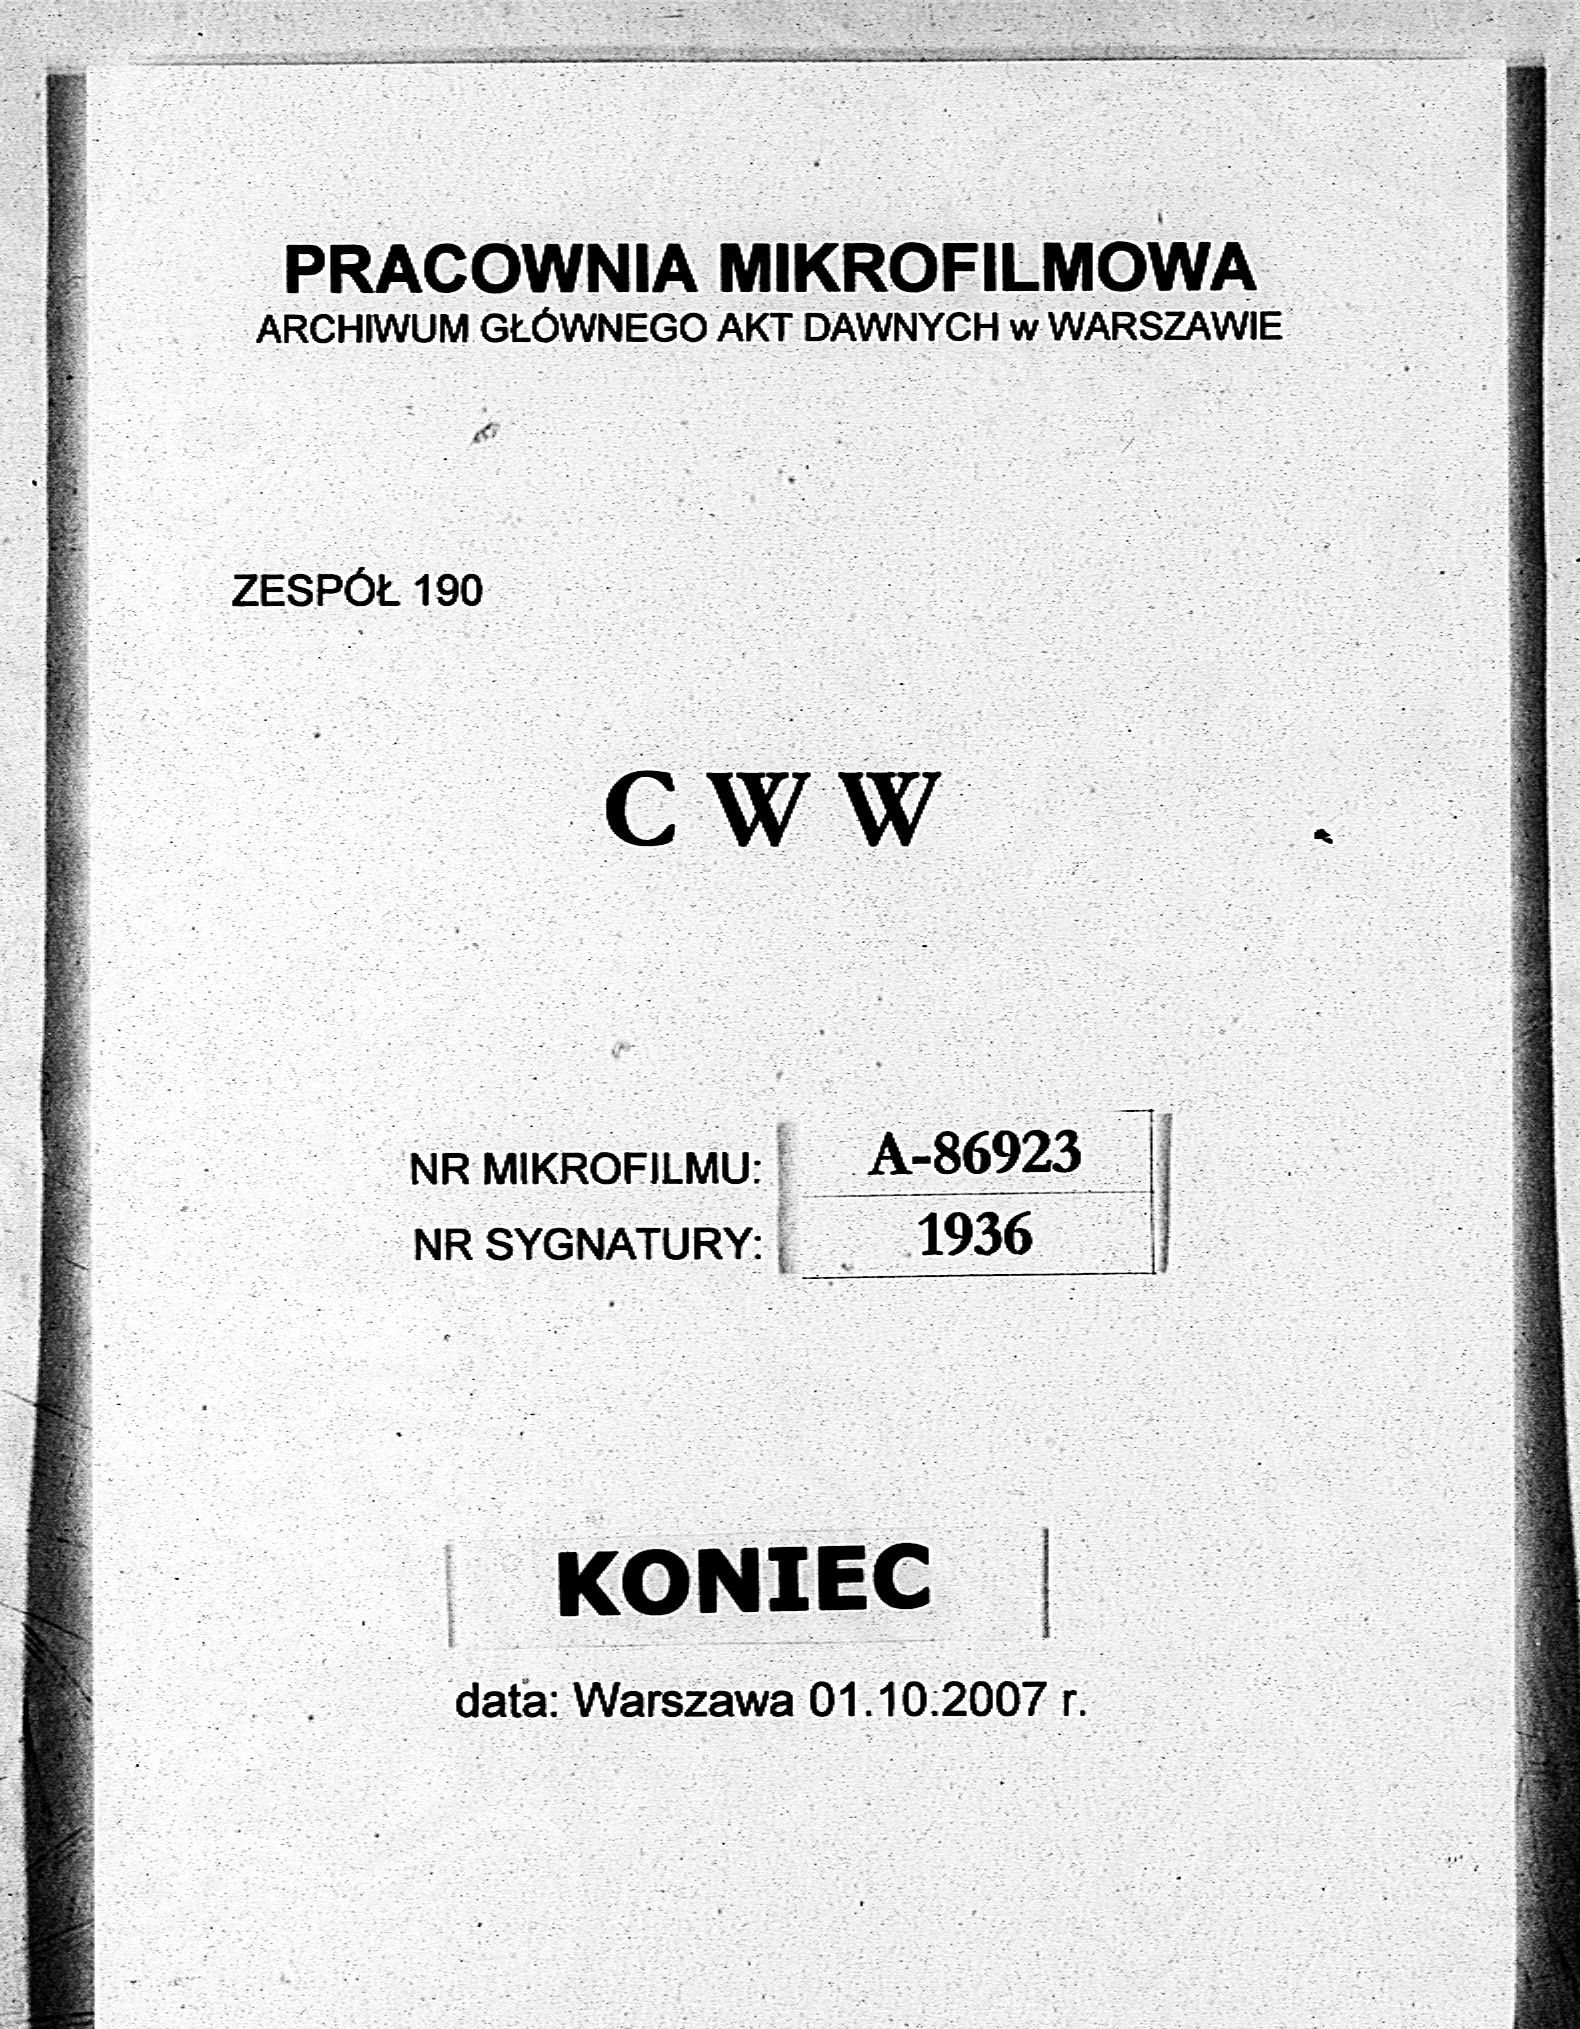 PRACOWNIA MIKROFILMOWA
ARCHIWUM GŁÓWNEGO AKT DAWNYCH w WARSZAWIE
ZESPÓŁ 190
C W W
NR MIKROFILMU: A-86923
NR SYGNATURY: 1936
KONIEC
data: Warszawa 01.10.2007 r.